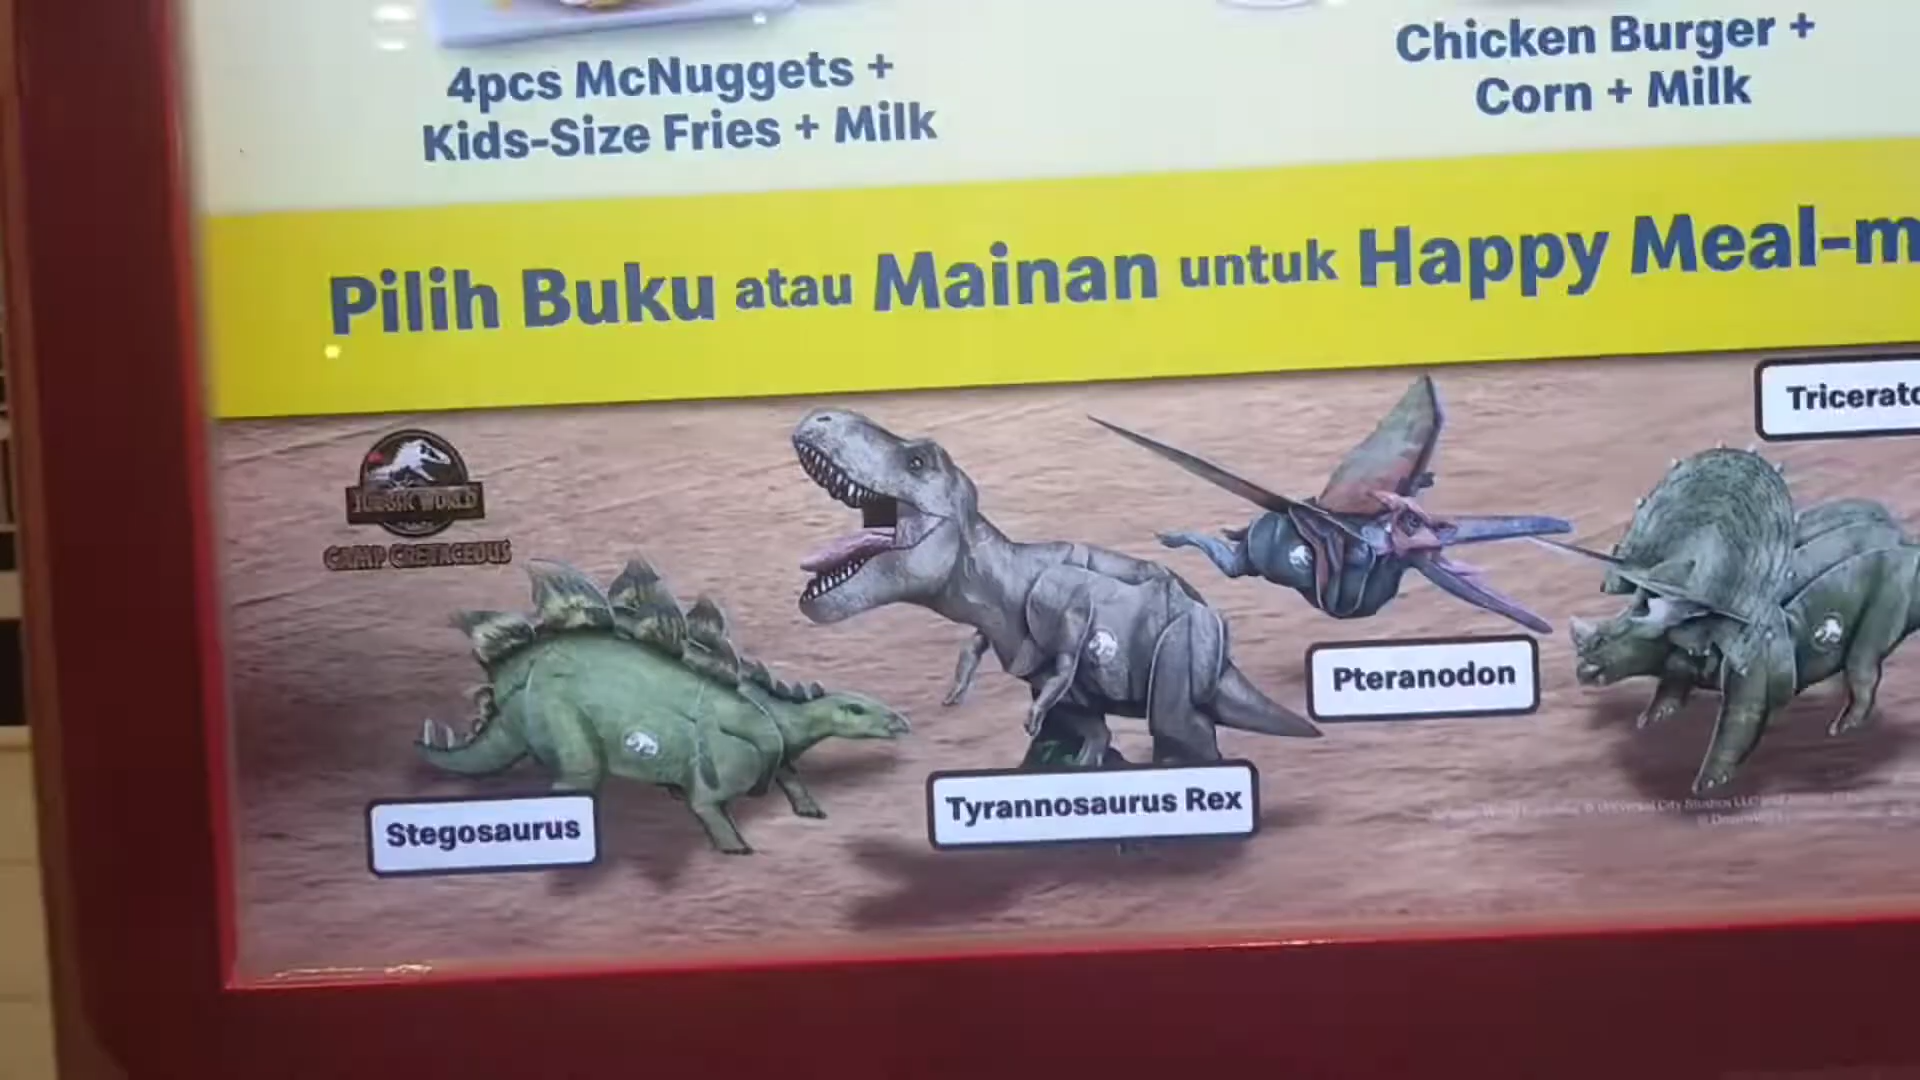 4pcs McNuggets +
Kids-Size Fries + Milk
Chicken Burger +
Corn + Milk
Pilih Buku atau Mainan untuk Happy Meal-m
Tricerato
JURASSIC WORLD
CAMP CRETACEOUS
Pteranodon
Tyrannosaurus Rex
Stegosaurus